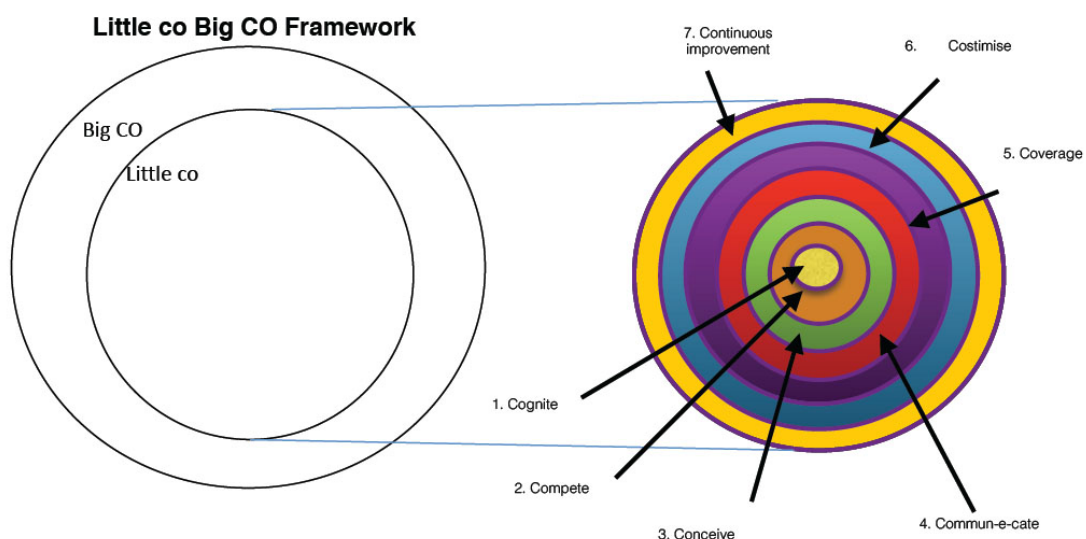 Little co Big CO Framework
Big CO
Little co
7. Continuous
improvement
6. Costimise
5. Coverage
1. Cognite
2. Compete
3. Conceive
4. Commun-e-cate